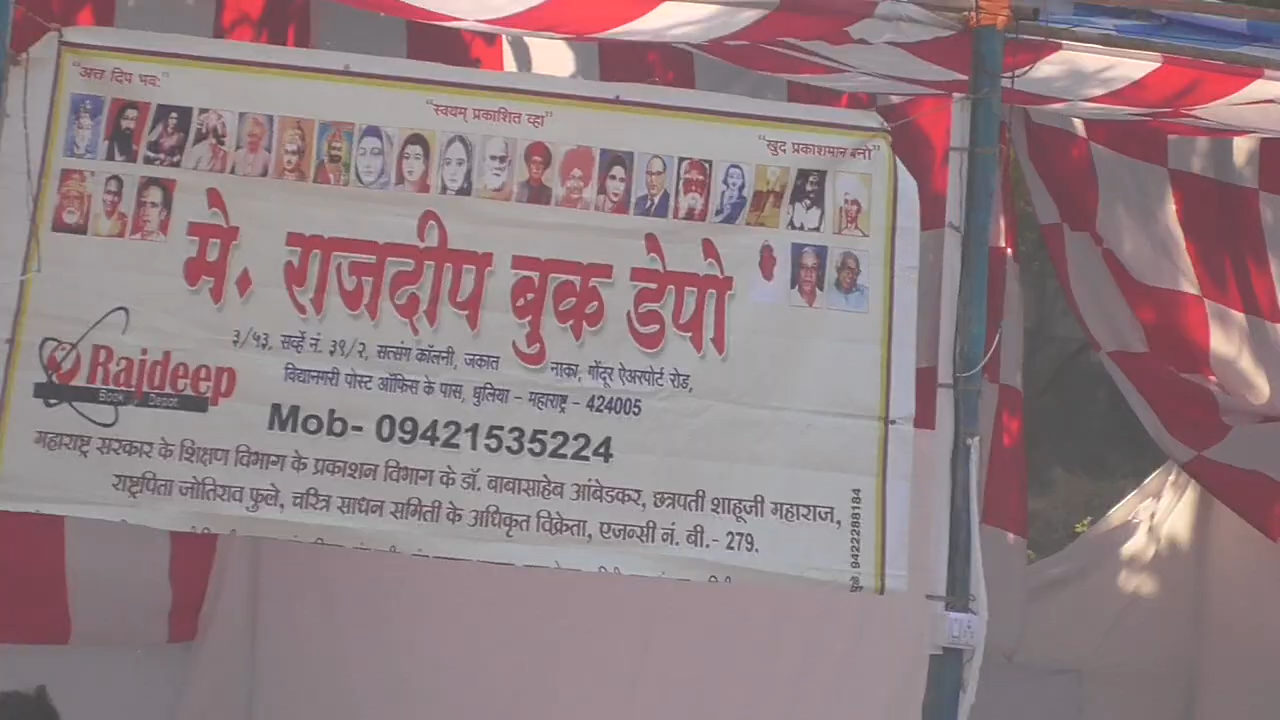 "अत्त दिप भव:"
"स्वयम् प्रकाशित व्हा"
"खुद प्रकाशमान बनो"
मे. राजदीप बुक डेपो
३/५३, सर्व्हे नं. ३९/२, सत्संग कॉलनी, जकात नाका, गोंदूर ऐअरपोर्ट रोड,
विद्यानगरी पोस्ट ऑफिस के पास, धुलिया - महाराष्ट्र - 424005
Rajdeep
Book Depot
Mob- 09421535224
महाराष्ट्र सरकार के शिक्षण विभाग के प्रकाशन विभाग के डॉ. बाबासाहेब आंबेडकर, छत्रपती शाहूजी महाराज,
राष्ट्रपिता जोतिराव फुले, चरित्र साधन समिती के अधिकृत विक्रेता, एजन्सी नं. बी.- 279.
9422288184